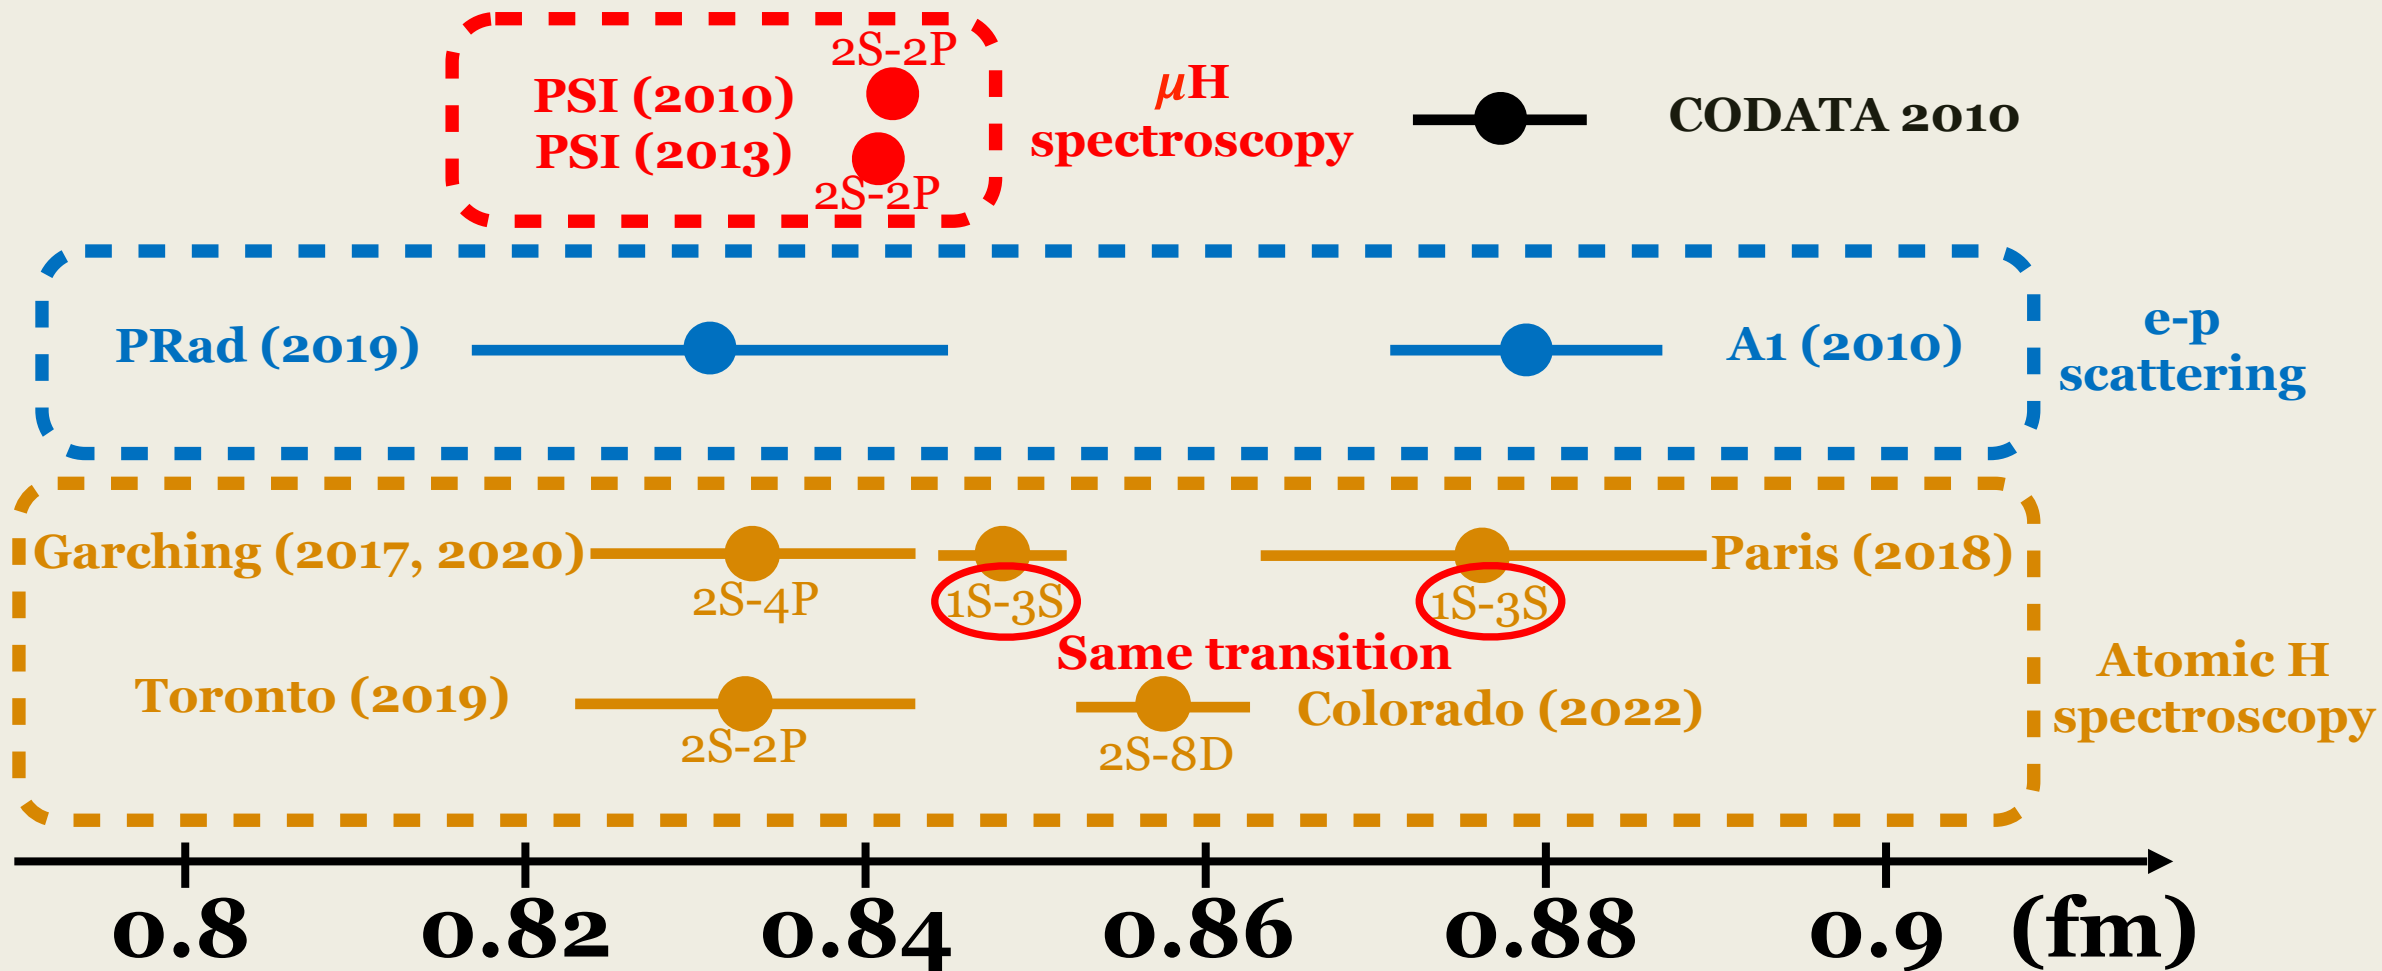 2S-2P
PSI (2010)
PSI (2013)
2S-2P
μH
spectroscopy
CODATA 2010
PRad (2019)
A1 (2010)
e-p
scattering
Garching (2017, 2020)
2S-4P
1S-3S
1S-3S
Paris (2018)
Same transition
Toronto (2019)
2S-2P
2S-8D
Colorado (2022)
Atomic H
spectroscopy
0.8 0.82 0.84 0.86 0.88 0.9 (fm)